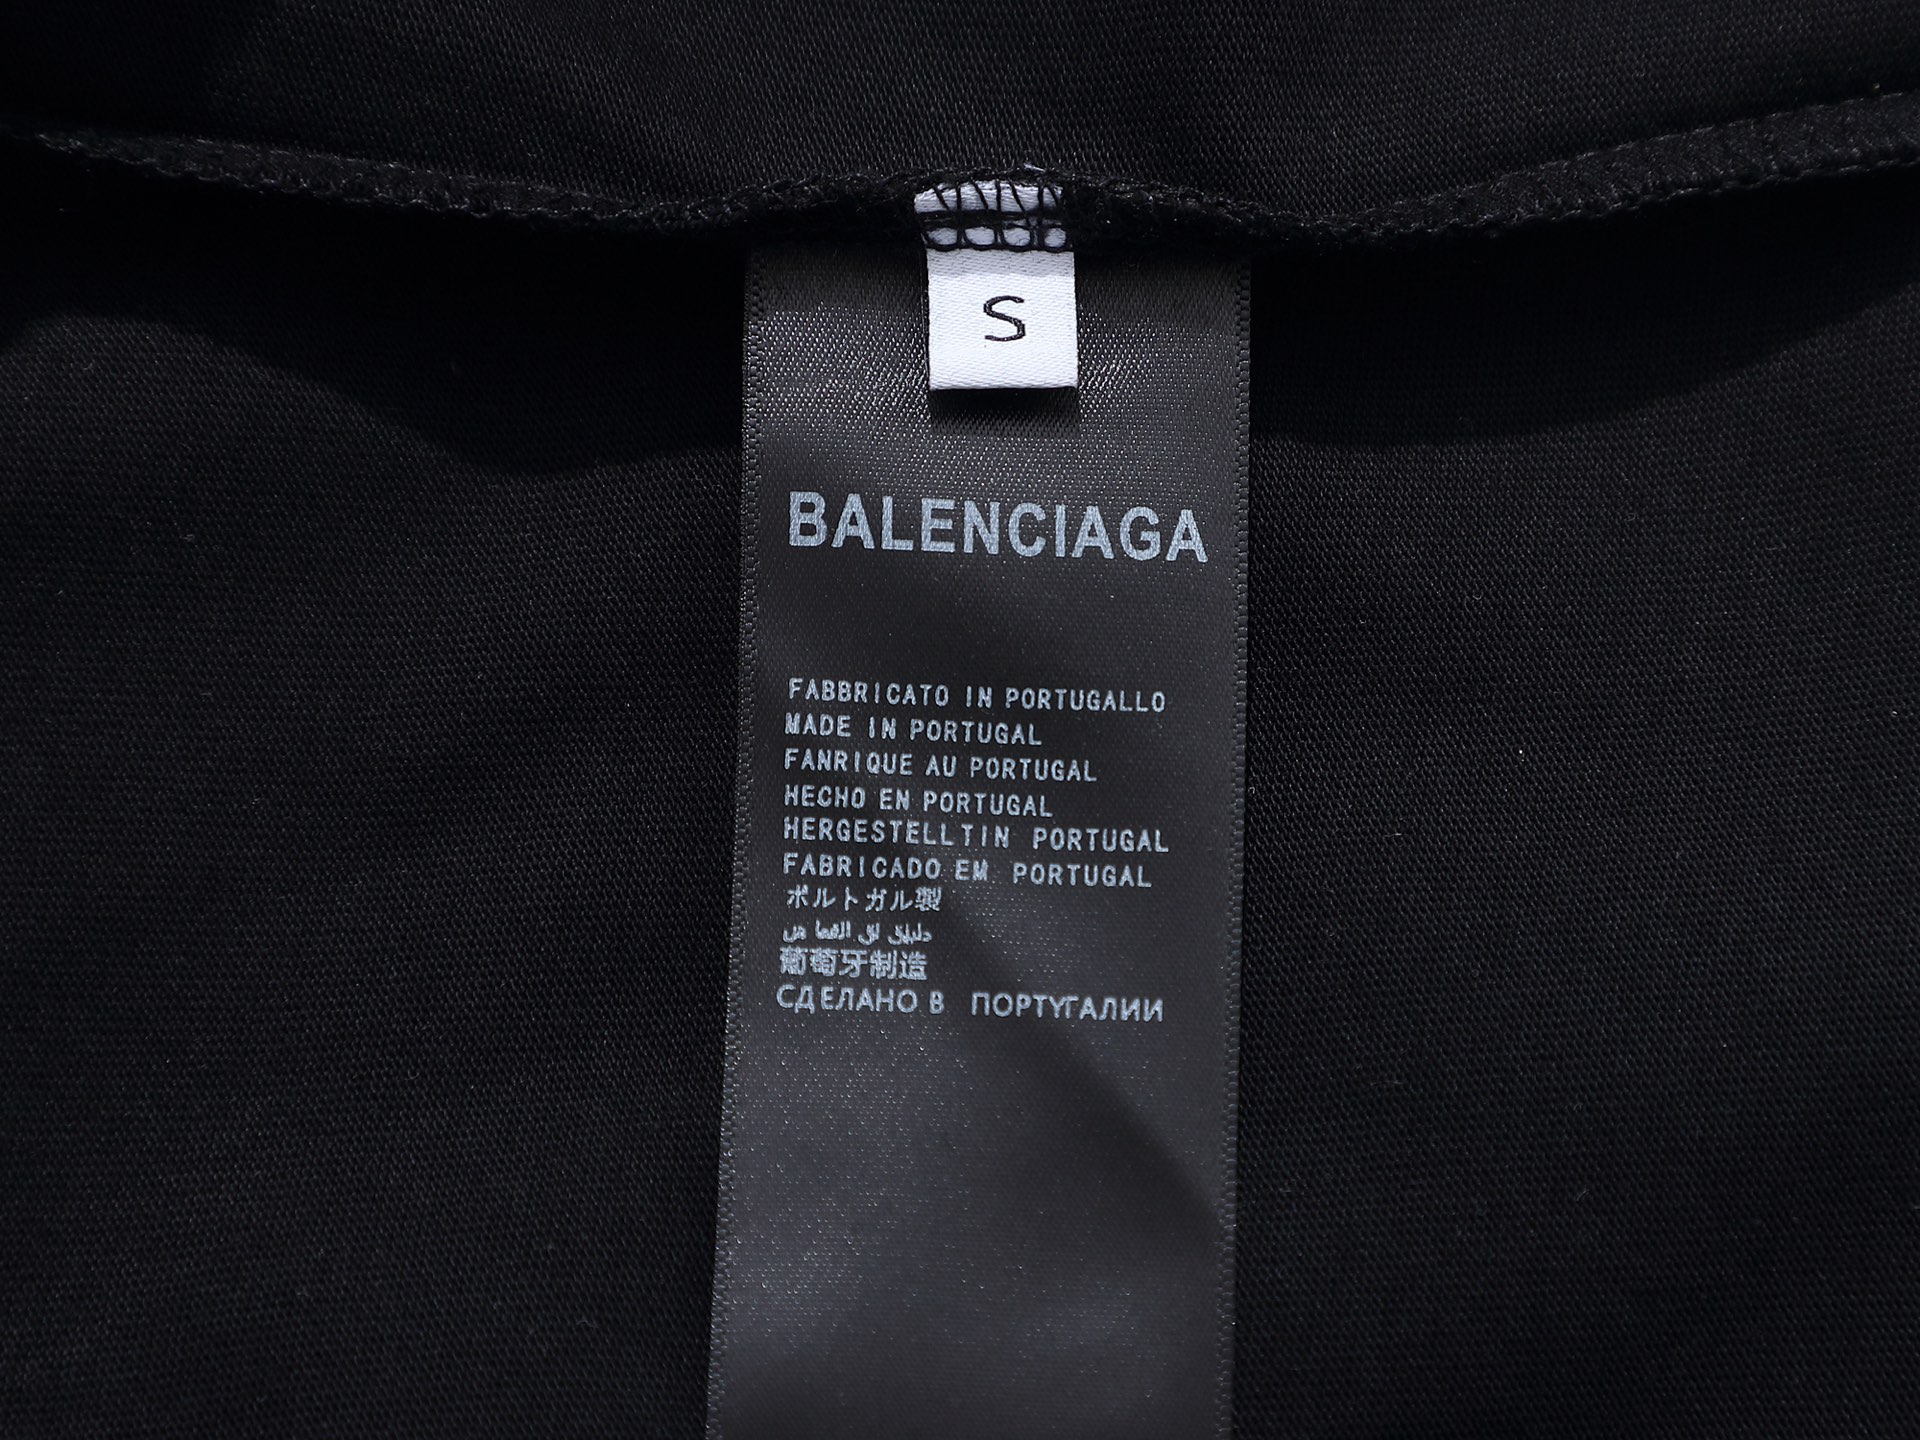 S
BALENCIAGA
FABBRICATO IN PORTUGALLO
MADE IN PORTUGAL
FANRIQUE AU PORTUGAL
HECHO EN PORTUGAL
HERGESTELLTIN PORTUGAL
FABRICADO EM PORTUGAL
ポルトガル製
葡萄牙制造
СДЕЛАНО В ПОРТУГАЛИИ